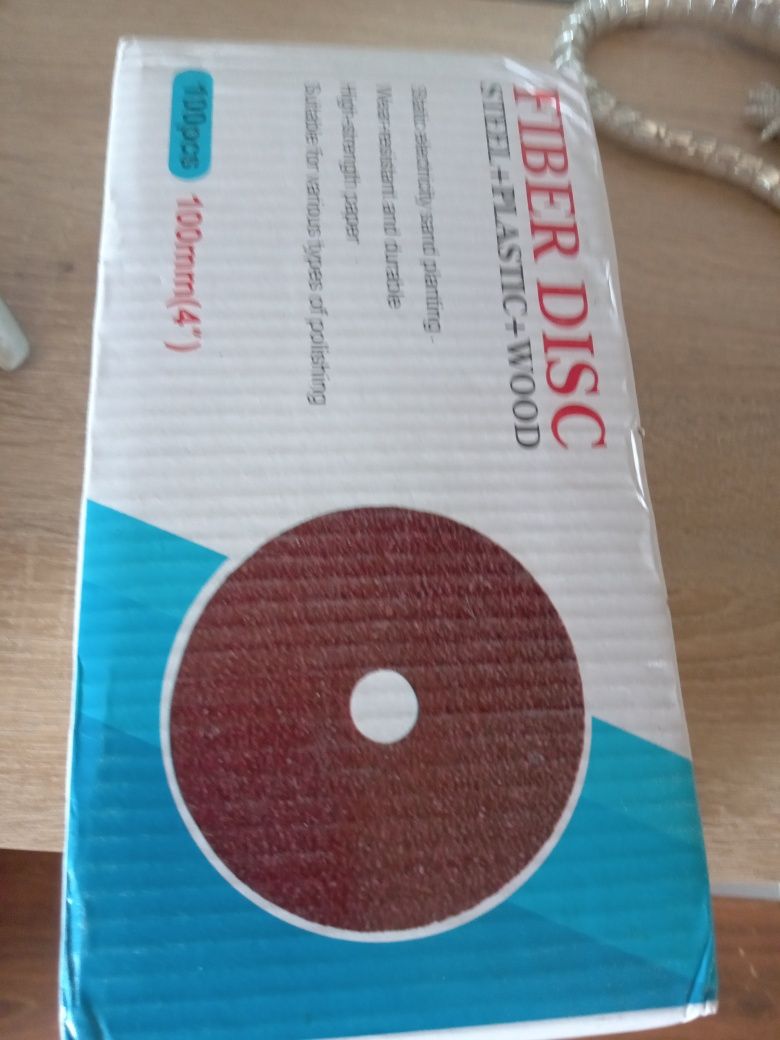 FIBER DISC
STEEL+PLASTIC+WOOD
Static electricity sand planting
Wear-resistant and durable
High-strength paper
Suitable for various types of polishing
100pcs 100mm(4")